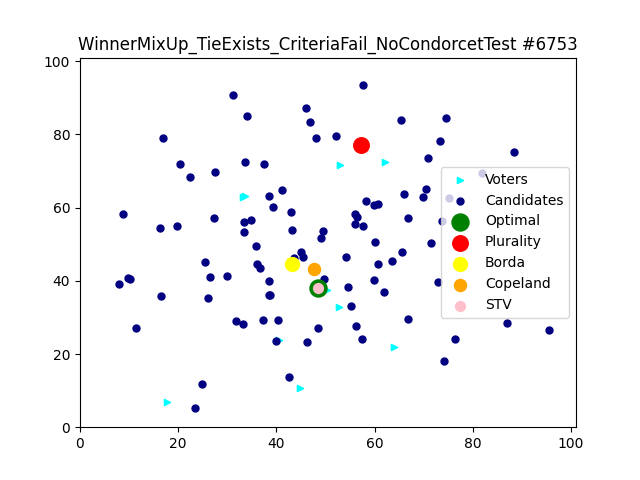 WinnerMixUp_TieExists_CriteriaFail_NoCondorcetTest #6753
100
80
60
40
20
0
0 20 40 60 80 100
Voters
Candidates
Optimal
Plurality
Borda
Copeland
STV